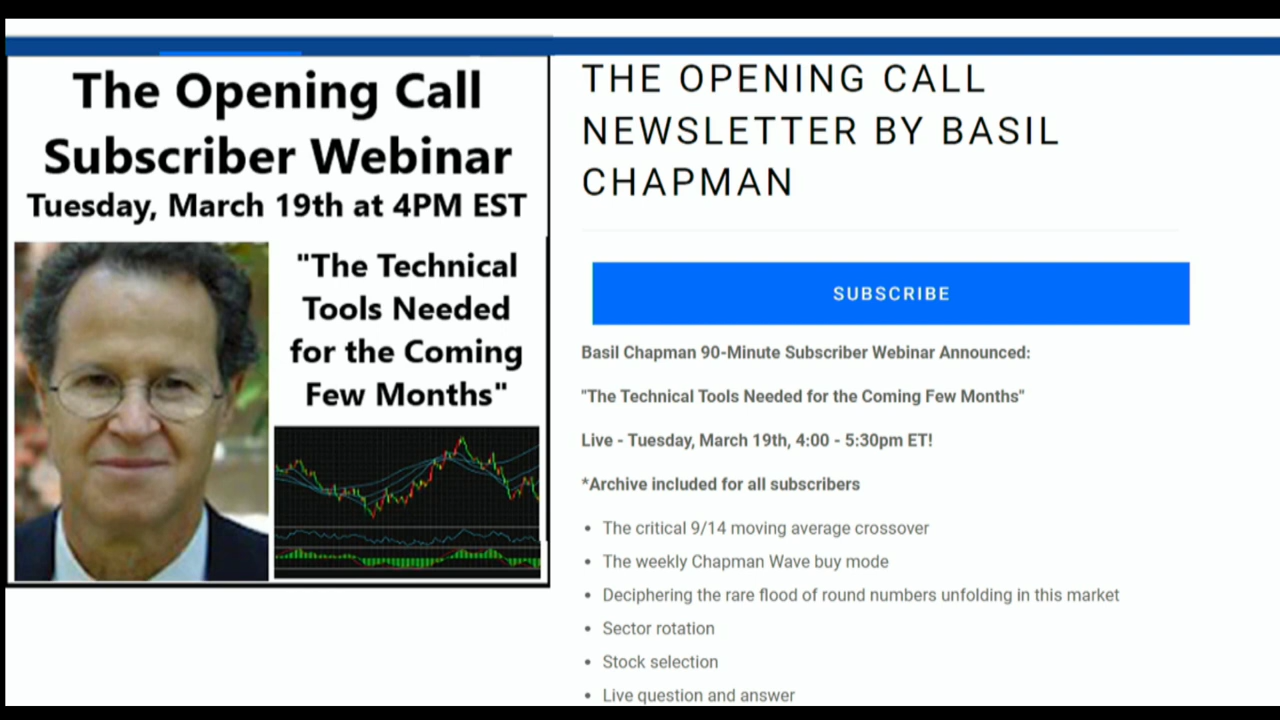 The Opening Call
Subscriber Webinar
Tuesday, March 19th at 4PM EST
"The Technical
Tools Needed
for the Coming
Few Months"
THE OPENING CALL
NEWSLETTER BY BASIL
CHAPMAN
SUBSCRIBE
Basil Chapman 90-Minute Subscriber Webinar Announced:
"The Technical Tools Needed for the Coming Few Months"
Live - Tuesday, March 19th, 4:00 - 5:30pm ET!
*Archive included for all subscribers
• The critical 9/14 moving average crossover
• The weekly Chapman Wave buy mode
• Deciphering the rare flood of round numbers unfolding in this market
• Sector rotation
• Stock selection
• Live question and answer